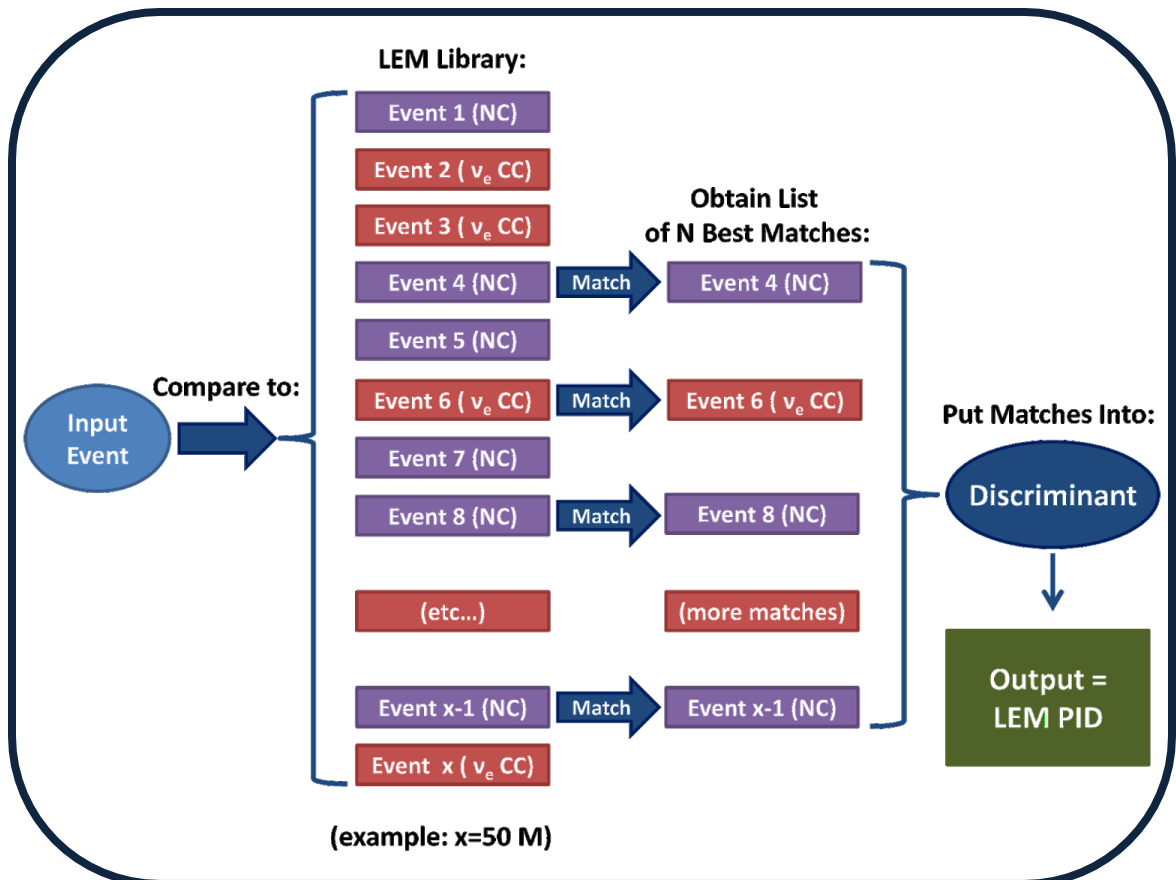 LEM Library:
Event 1 (NC)
Event 2 ( νe CC)
Event 3 ( νe CC)
Event 4 (NC)
Event 5 (NC)
Event 6 ( νe CC)
Event 7 (NC)
Event 8 (NC)
(etc...)
Event x-1 (NC)
Event x ( νe CC)
(example: x=50 M)
Input
Event
Compare to:
Match
Match
Match
Match
Obtain List
of N Best Matches:
Event 4 (NC)
Event 6 ( νe CC)
Event 8 (NC)
(more matches)
Event x-1 (NC)
Put Matches Into:
Discriminant
Output =
LEM PID